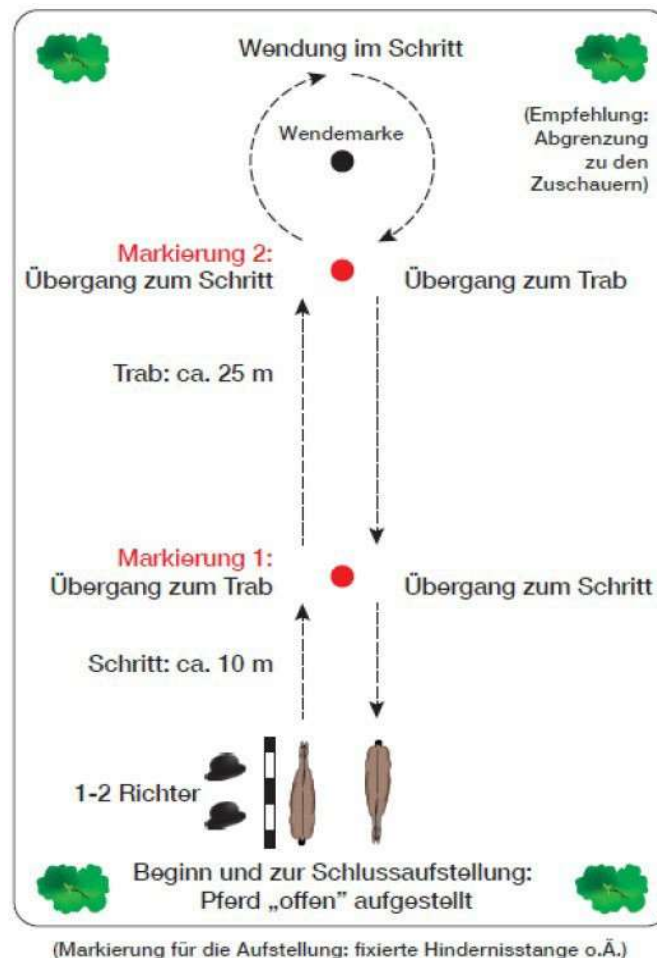 Wendung im Schritt
Wendemarke
(Empfehlung:
Abgrenzung
zu den
Zuschauern)
Markierung 2:
Übergang zum Schritt
Übergang zum Trab
Trab: ca. 25 m
Markierung 1:
Übergang zum Trab
Übergang zum Schritt
Schritt: ca. 10 m
1-2 Richter
Beginn und zur Schlussaufstellung:
Pferd „offen" aufgestellt
(Markierung für die Aufstellung: fixierte Hindernisstange o.Ä.)